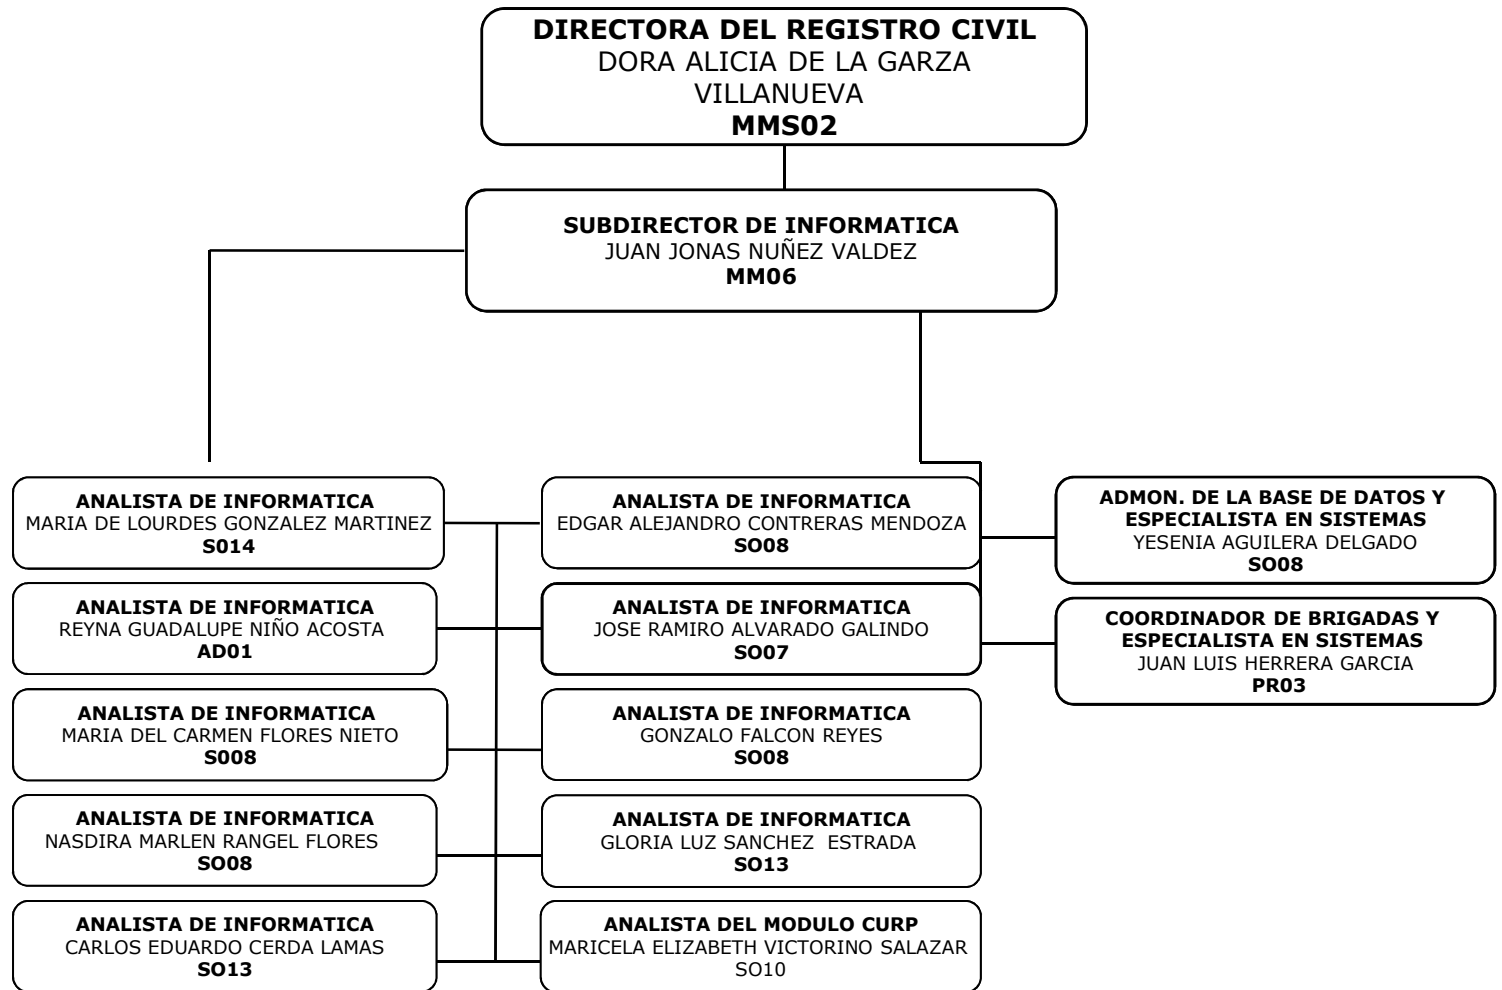 DIRECTORA DEL REGISTRO CIVIL
DORA ALICIA DE LA GARZA
VILLANUEVA
MMS02
SUBDIRECTOR DE INFORMATICA
JUAN JONAS NUÑEZ VALDEZ
MM06
ANALISTA DE INFORMATICA
MARIA DE LOURDES GONZALEZ MARTINEZ
S014
ANALISTA DE INFORMATICA
EDGAR ALEJANDRO CONTRERAS MENDOZA
SO08
ADMON. DE LA BASE DE DATOS Y
ESPECIALISTA EN SISTEMAS
YESENIA AGUILERA DELGADO
SO08
ANALISTA DE INFORMATICA
REYNA GUADALUPE NIÑO ACOSTA
AD01
ANALISTA DE INFORMATICA
JOSE RAMIRO ALVARADO GALINDO
SO07
COORDINADOR DE BRIGADAS Y
ESPECIALISTA EN SISTEMAS
JUAN LUIS HERRERA GARCIA
PR03
ANALISTA DE INFORMATICA
MARIA DEL CARMEN FLORES NIETO
S008
ANALISTA DE INFORMATICA
GONZALO FALCON REYES
SO08
ANALISTA DE INFORMATICA
NASDIRA MARLEN RANGEL FLORES
SO08
ANALISTA DE INFORMATICA
GLORIA LUZ SANCHEZ  ESTRADA
SO13
ANALISTA DE INFORMATICA
CARLOS EDUARDO CERDA LAMAS
SO13
ANALISTA DEL MODULO CURP
MARICELA ELIZABETH VICTORINO SALAZAR
SO10